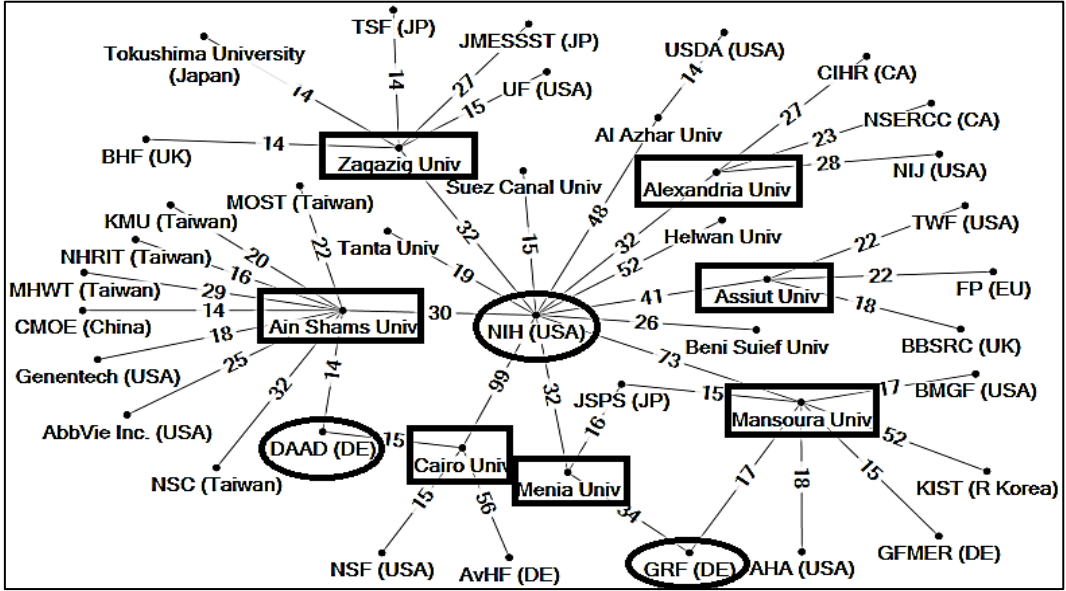 TSF (JP)
JMESSST (JP)
Tokushima University
(Japan)
USDA (USA)
CIHR (CA)
UF (USA)
14
14
27
15
14
27
NSERCC (CA)
23
BHF (UK)
14
Zagazig Univ
Al Azhar Univ
28
NIJ (USA)
Suez Canal Univ
Alexandria Univ
MOST (Taiwan)
KMU (Taiwan)
Tanta Univ
Helwan Univ
TWF (USA)
NHRIT (Taiwan)
22
20
32
15
48
32
52
22
MHWT (Taiwan)
16
29
19
41
Assiut Univ
22
FP (EU)
CMOE (China)
14
Ain Shams Univ
30
NIH (USA)
26
18
Beni Suief Univ
BBSRC (UK)
Genentech (USA)
18
25
32
14
99
32
73
JSPS (JP)
15
17
BMGF (USA)
Mansoura Univ
AbbVie Inc. (USA)
DAAD (DE)
15
Cairo Univ
16
52
NSC (Taiwan)
Menia Univ
17
18
15
KIST (R Korea)
15
56
34
NSF (USA)
AvHF (DE)
GRF (DE)
AHA (USA)
GFMER (DE)